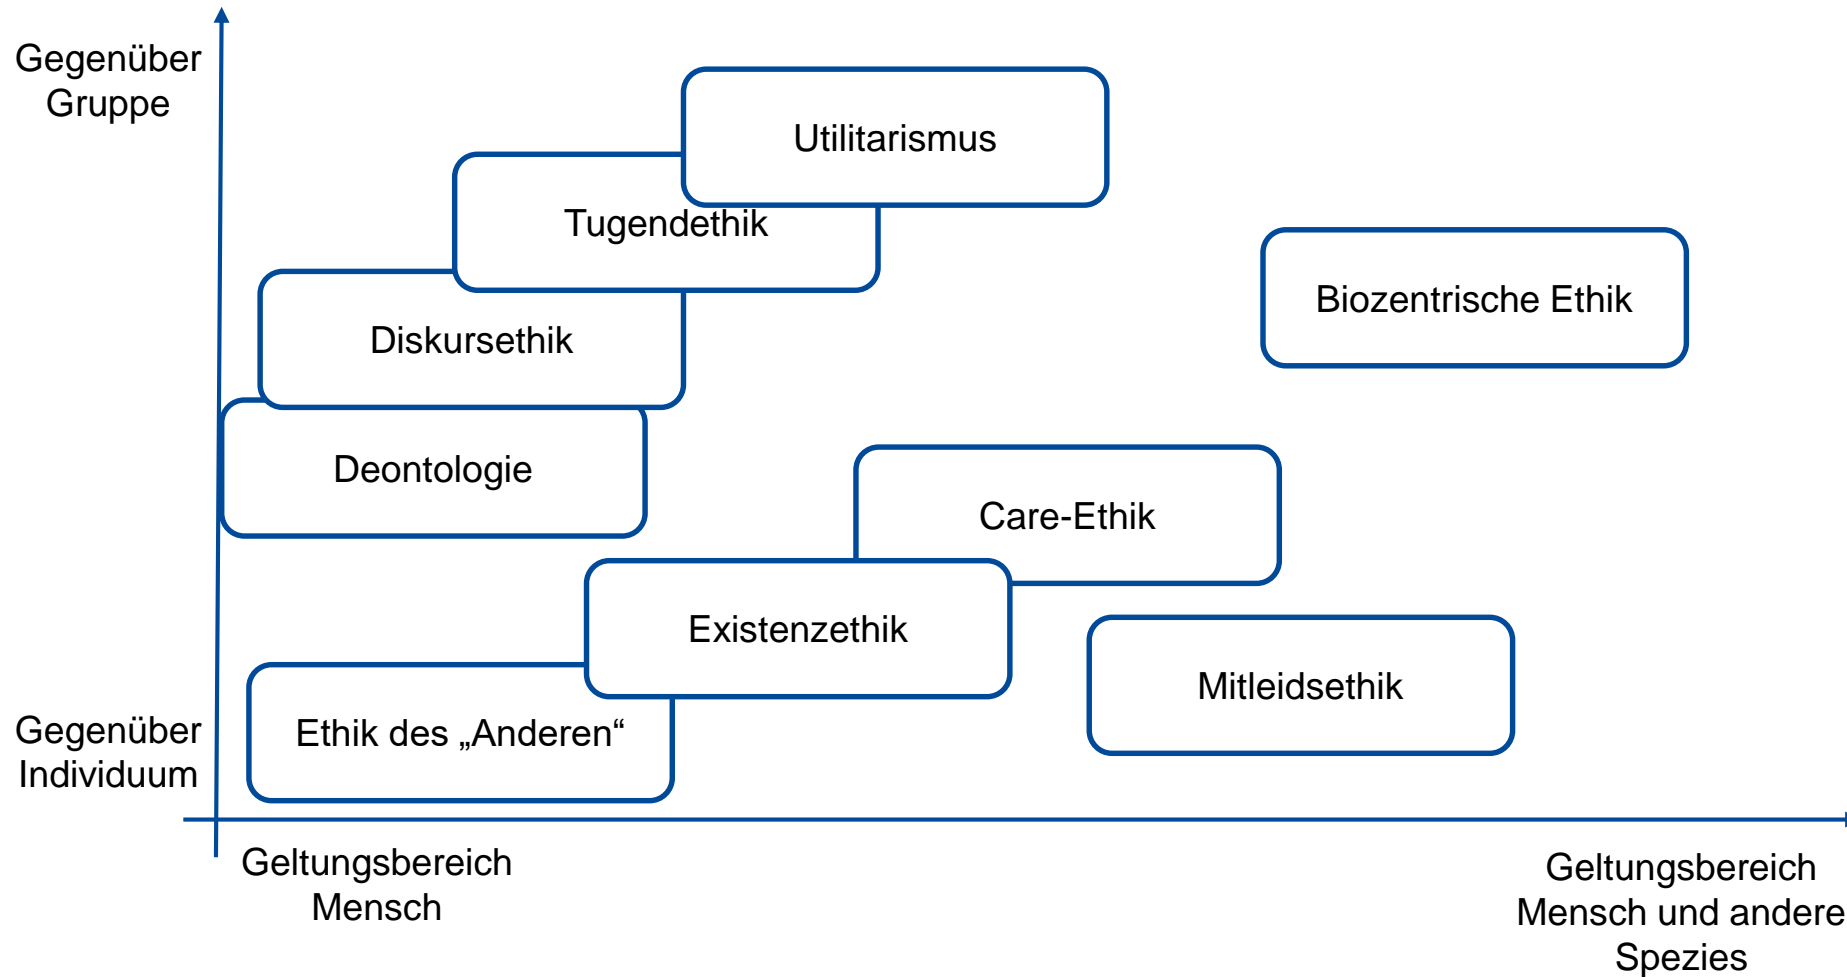 Gegenüber
Gruppe
Utilitarismus
Tugendethik
Biozentrische Ethik
Diskursethik
Deontologie
Care-Ethik
Existenzethik
Mitleidsethik
Ethik des „Anderen“
Gegenüber
Individuum
Geltungsbereich
Mensch
Geltungsbereich
Mensch und andere
Spezies